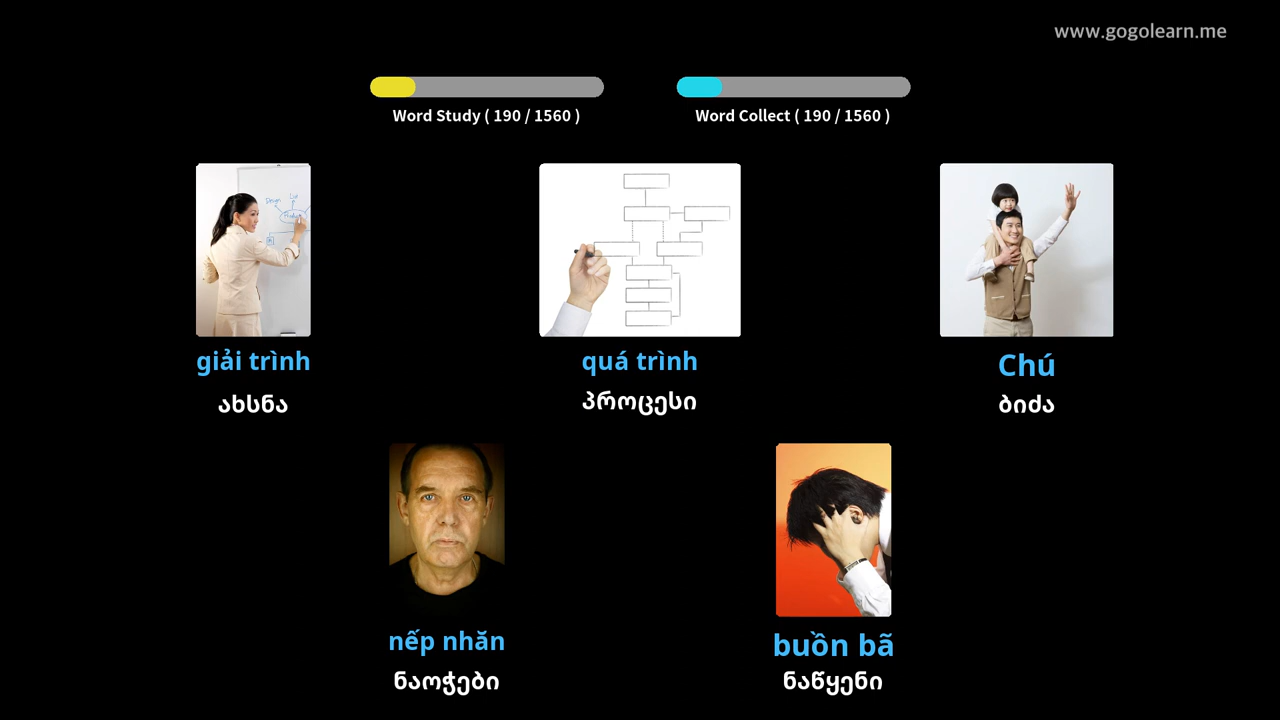 www.gogolearn.me
Word Study ( 190 / 1560 )
Word Collect ( 190 / 1560 )
giải trình
ახსნა
quá trình
პროცესი
Chú
ბიძა
nếp nhăn
ნაოჭები
buồn bã
ნაწყენი